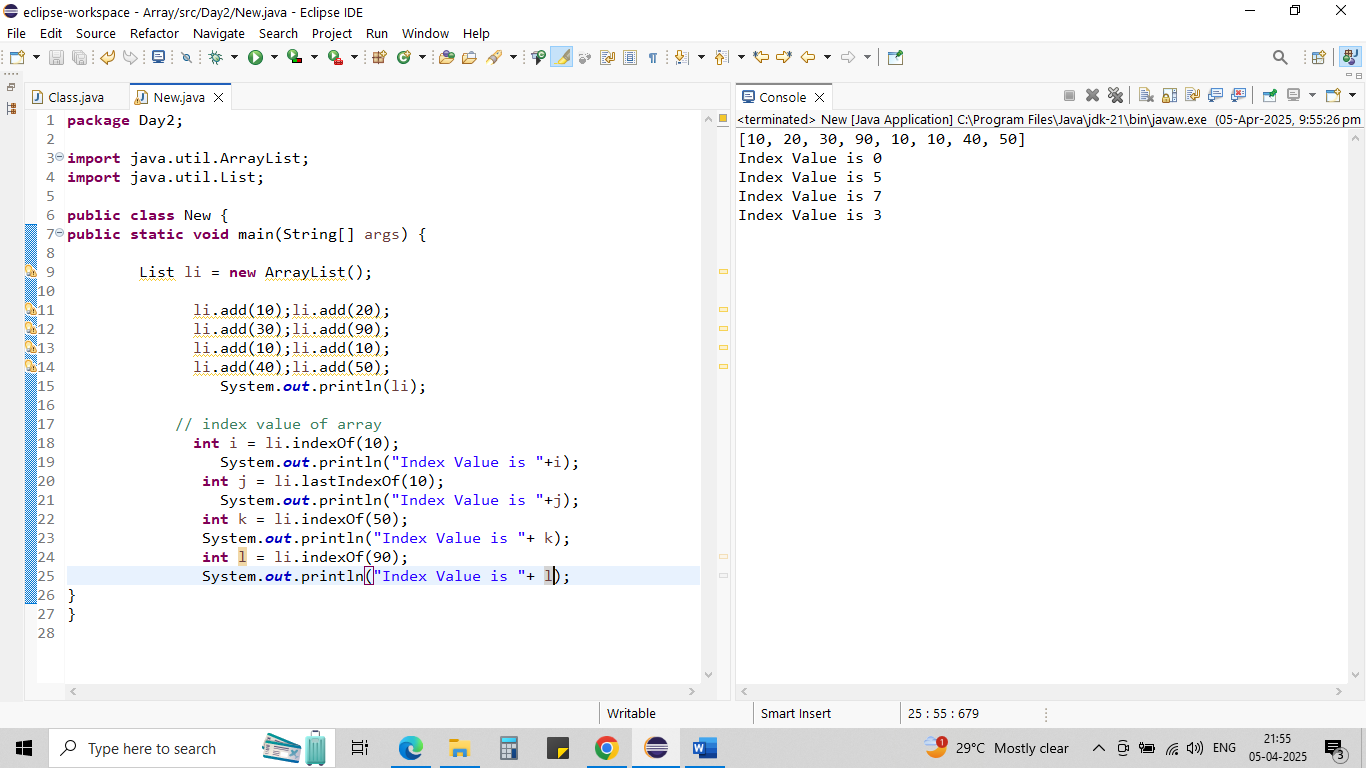 eclipse-workspace - Array/src/Day2/New.java - Eclipse IDE
File Edit Source Refactor Navigate Search Project Run Window Help
Class.java New.java
1 package Day2;
2
3 import java.util.ArrayList;
4 import java.util.List;
5
6 public class New {
7 public static void main(String[] args) {
8
9 List li = new ArrayList();
10
11 li.add(10);li.add(20);
12 li.add(30);li.add(90);
13 li.add(10);li.add(10);
14 li.add(40);li.add(50);
15 System.out.println(li);
16
17 // index value of array
18 int i = li.indexOf(10);
19 System.out.println("Index Value is "+i);
20 int j = li.lastIndexOf(10);
21 System.out.println("Index Value is "+j);
22 int k = li.indexOf(50);
23 System.out.println("Index Value is "+ k);
24 int l = li.indexOf(90);
25 System.out.println("Index Value is "+ l);
26 }
27 }
28
Console
<terminated> New [Java Application] C:\Program Files\Java\jdk-21\bin\javaw.exe (05-Apr-2025, 9:55:26 pm
[10, 20, 30, 90, 10, 10, 40, 50]
Index Value is 0
Index Value is 5
Index Value is 7
Index Value is 3
Writable Smart Insert 25 : 55 : 679
Type here to search
1 29°C Mostly clear ENG 21:55
05-04-2025 3